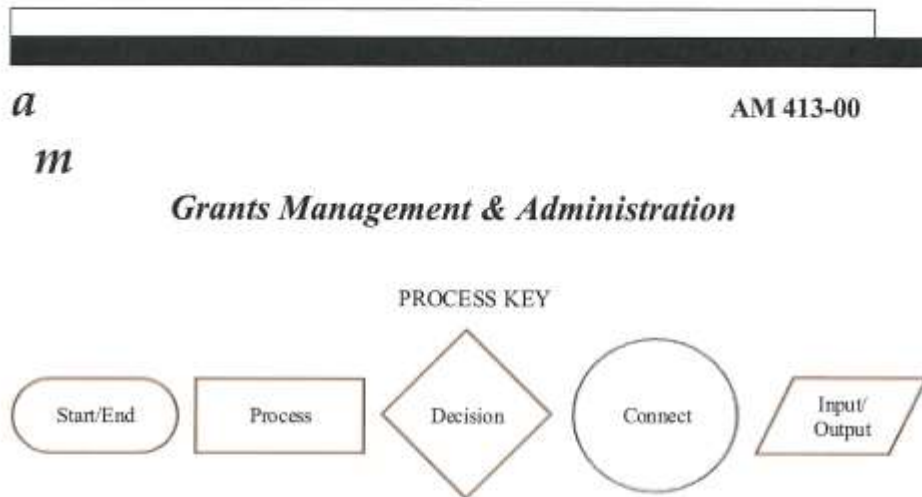 a
AM 413-00
m
Grants Management & Administration
PROCESS KEY
Start/End
Process
Decision
Connect
Input/
Output